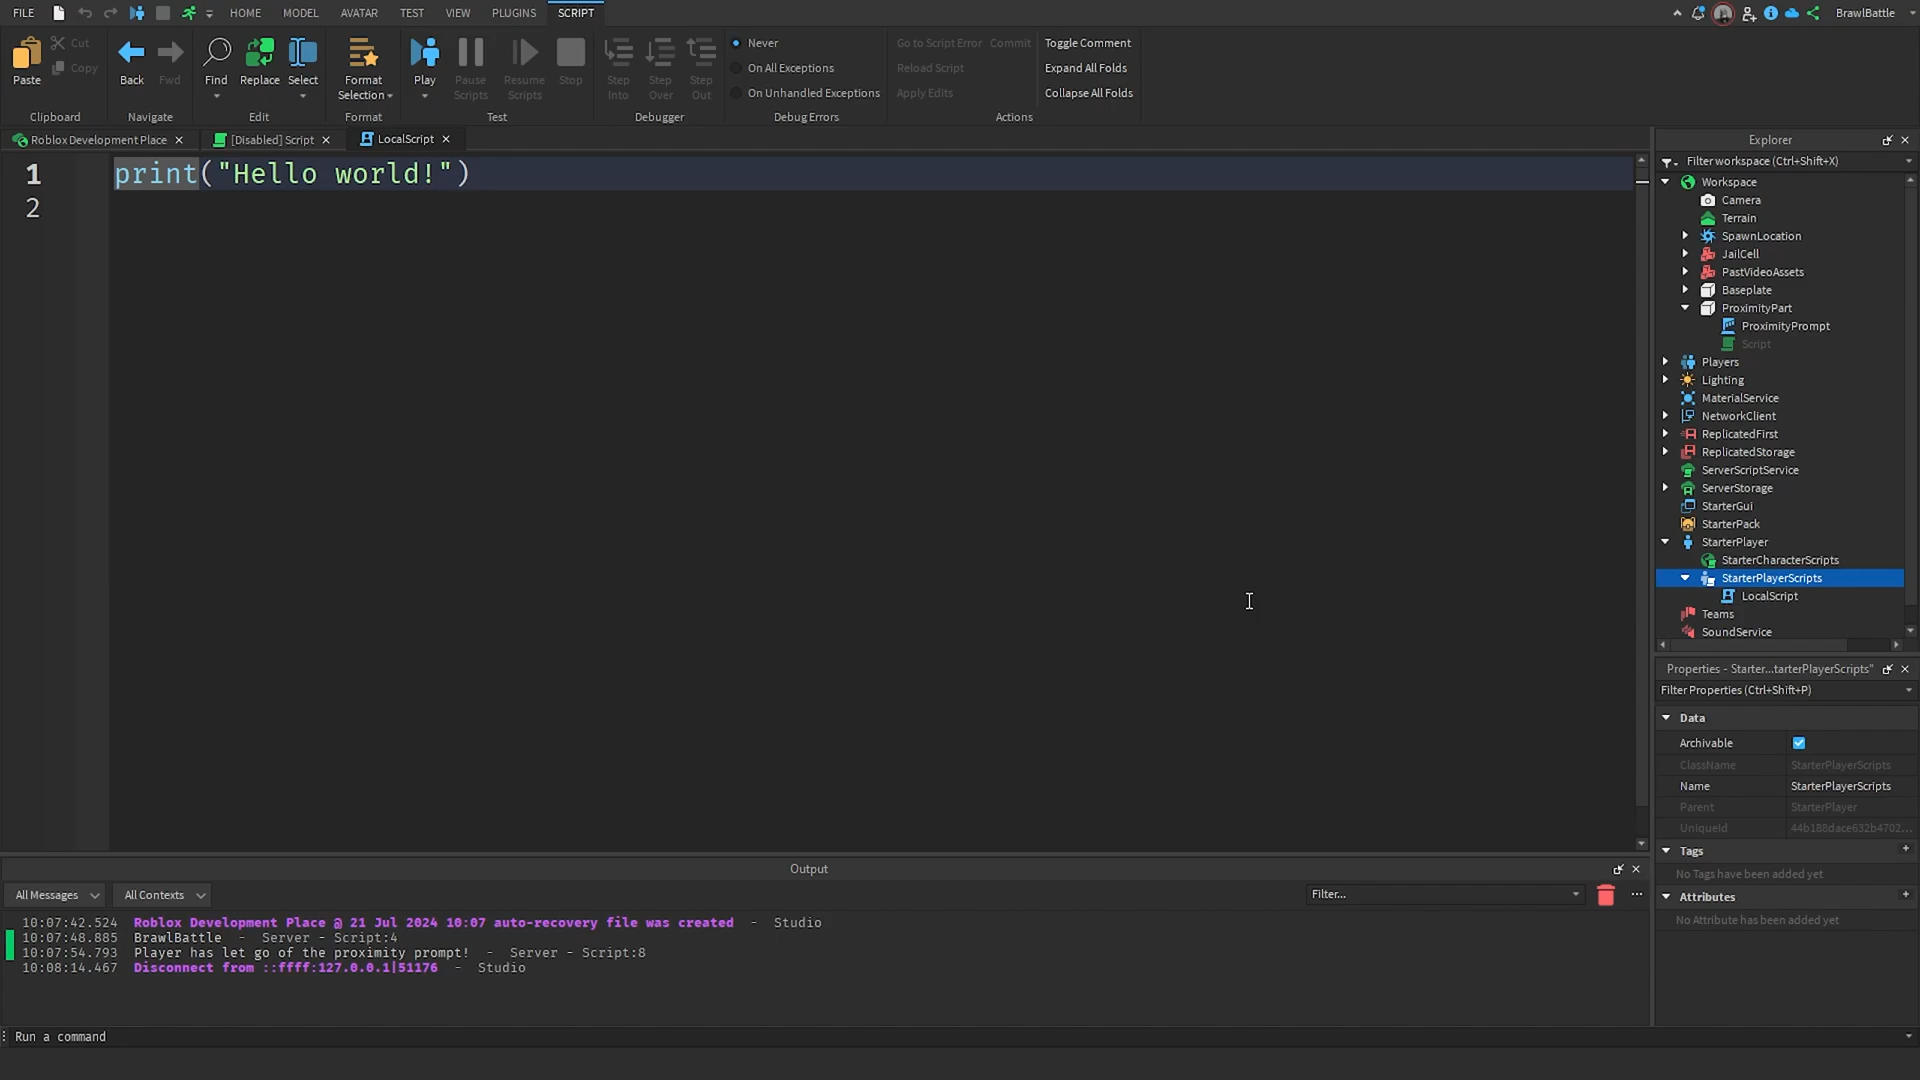 FILE HOME MODEL AVATAR TEST VIEW PLUGINS SCRIPT BrawlBattle
Paste Cut Copy Clipboard
Back Fwd Navigate
Find Replace Select Edit
Format Selection Format
Play Pause Scripts Resume Scripts Stop Test
Step Into Step Over Step Out Debugger
Never
On All Exceptions
On Unhandled Exceptions
Debug Errors
Go to Script Error Commit Toggle Comment
Reload Script Expand All Folds
Apply Edits Collapse All Folds
Actions
Roblox Development Place [Disabled] Script LocalScript
1 print("Hello world!")
2
Explorer
Filter workspace (Ctrl+Shift+X)
Workspace
Camera
Terrain
SpawnLocation
JailCell
PastVideoAssets
Baseplate
ProximityPart
ProximityPrompt
Script
Players
Lighting
MaterialService
NetworkClient
ReplicatedFirst
ReplicatedStorage
ServerScriptService
ServerStorage
StarterGui
StarterPack
StarterPlayer
StarterCharacterScripts
StarterPlayerScripts
LocalScript
Teams
SoundService
Properties - Starter...tarterPlayerScripts"
Filter Properties (Ctrl+Shift+P)
Data
Archivable
ClassName StarterPlayerScripts
Name StarterPlayerScripts
Parent StarterPlayer
UniqueId 44b188dace632b4702...
Tags +
No Tags have been added yet
Attributes +
No Attribute has been added yet
Output
All Messages All Contexts Filter...
10:07:42.524 Roblox Development Place @ 21 Jul 2024 10:07 auto-recovery file was created - Studio
10:07:48.885 BrawlBattle - Server - Script:4
10:07:54.793 Player has let go of the proximity prompt! - Server - Script:8
10:08:14.467 Disconnect from ::ffff:127.0.0.1|51176 - Studio
Run a command